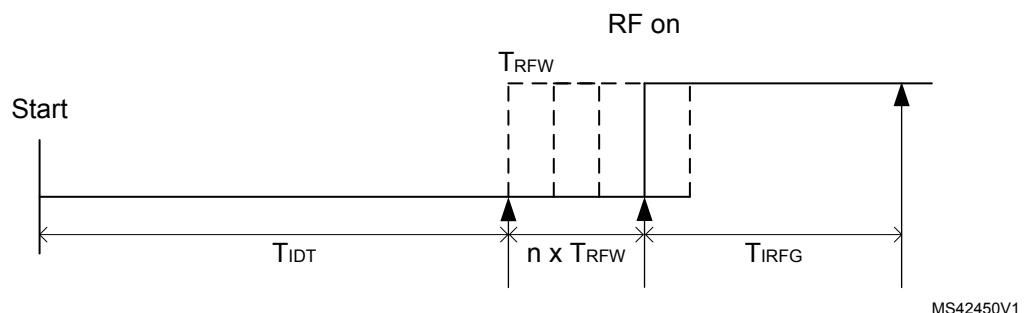 RF on
TRFW
Start
TIDT
n x TRFW
TIRFG
MS42450V1